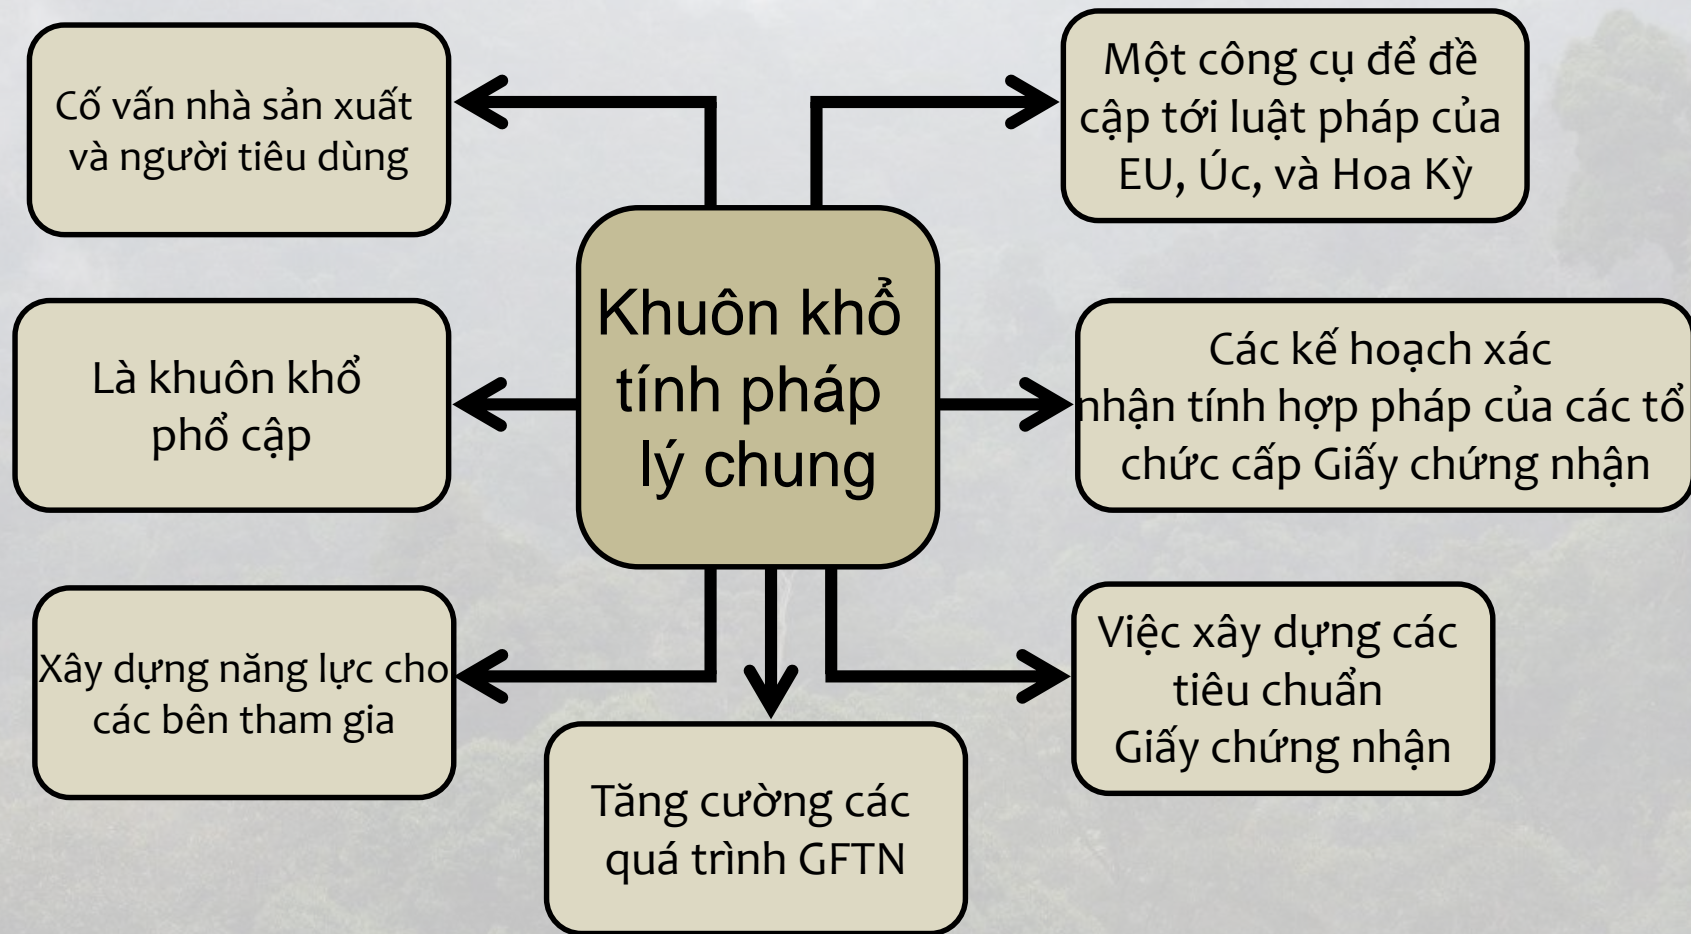 Cố vấn nhà sản xuất
và người tiêu dùng
Một công cụ để đề
cập tới luật pháp của
EU, Úc, và Hoa Kỳ
Khuôn khổ
tính pháp
lý chung
Là khuôn khổ
phổ cập
Các kế hoạch xác
nhận tính hợp pháp của các tổ
chức cấp Giấy chứng nhận
Xây dựng năng lực cho
các bên tham gia
Việc xây dựng các
tiêu chuẩn
Giấy chứng nhận
Tăng cường các
quá trình GFTN